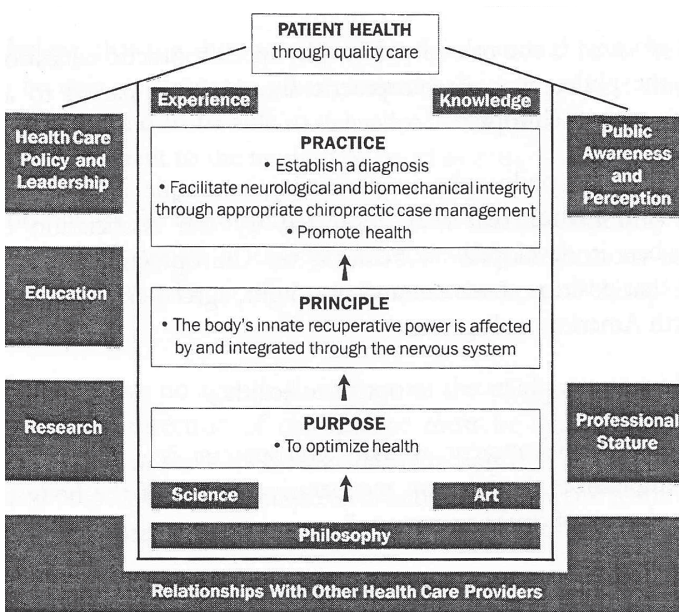 PATIENT HEALTH
through quality care
Experience
Knowledge
Health Care
Policy and
Leadership
Public
Awareness
and
Perception
PRACTICE
• Establish a diagnosis
• Facilitate neurological and biomechanical integrity
through appropriate chiropractic case management
• Promote health
Education
PRINCIPLE
• The body's innate recuperative power is affected
by and integrated through the nervous system
Research
Professional
Stature
PURPOSE
• To optimize health
Science
Art
Philosophy
Relationships With Other Health Care Providers